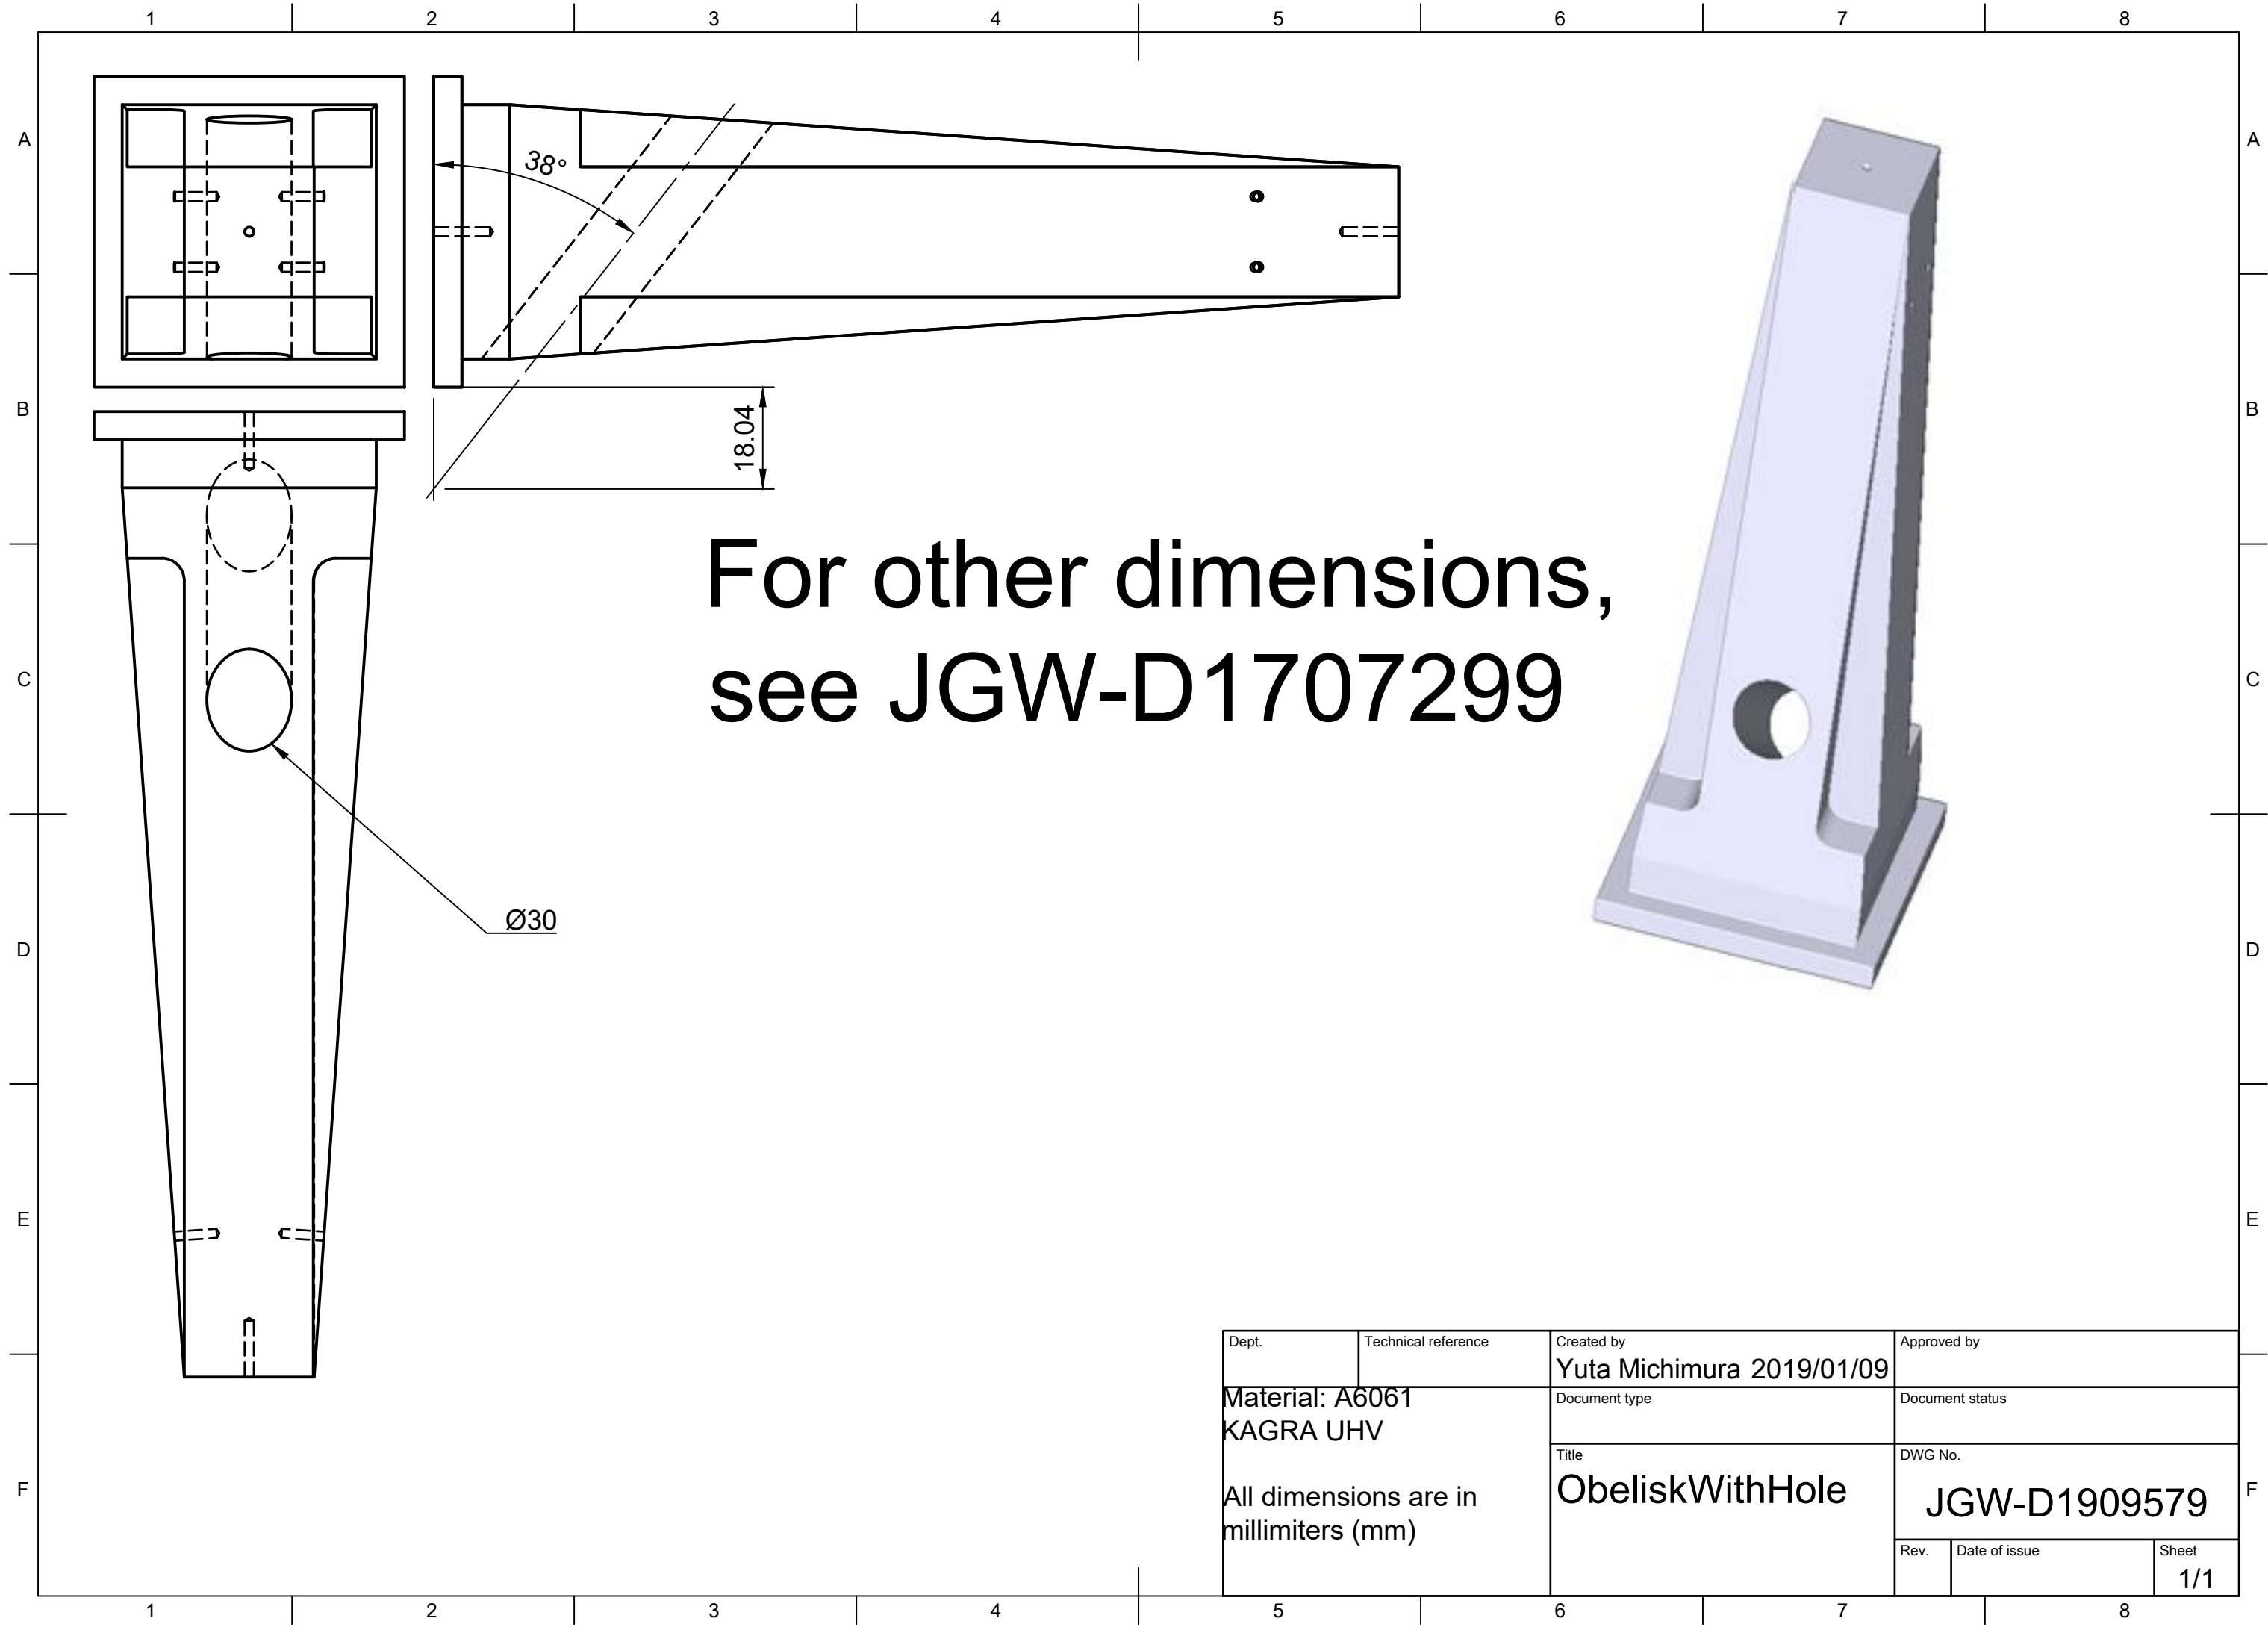 1 2 3 4 5 6 7 8
A A
38°
B B
18.04
For other dimensions,
see JGW-D1707299
C C
Ø30
D D
E E
Dept. Technical reference Created by Approved by
Yuta Michimura 2019/01/09
Material: A6061 Document type Document status
KAGRA UHV
Title DWG No.
All dimensions are in ObeliskWithHole JGW-D1909579
F F
millimiters (mm)
Rev. Date of issue Sheet
1/1
1 2 3 4 5 6 7 8